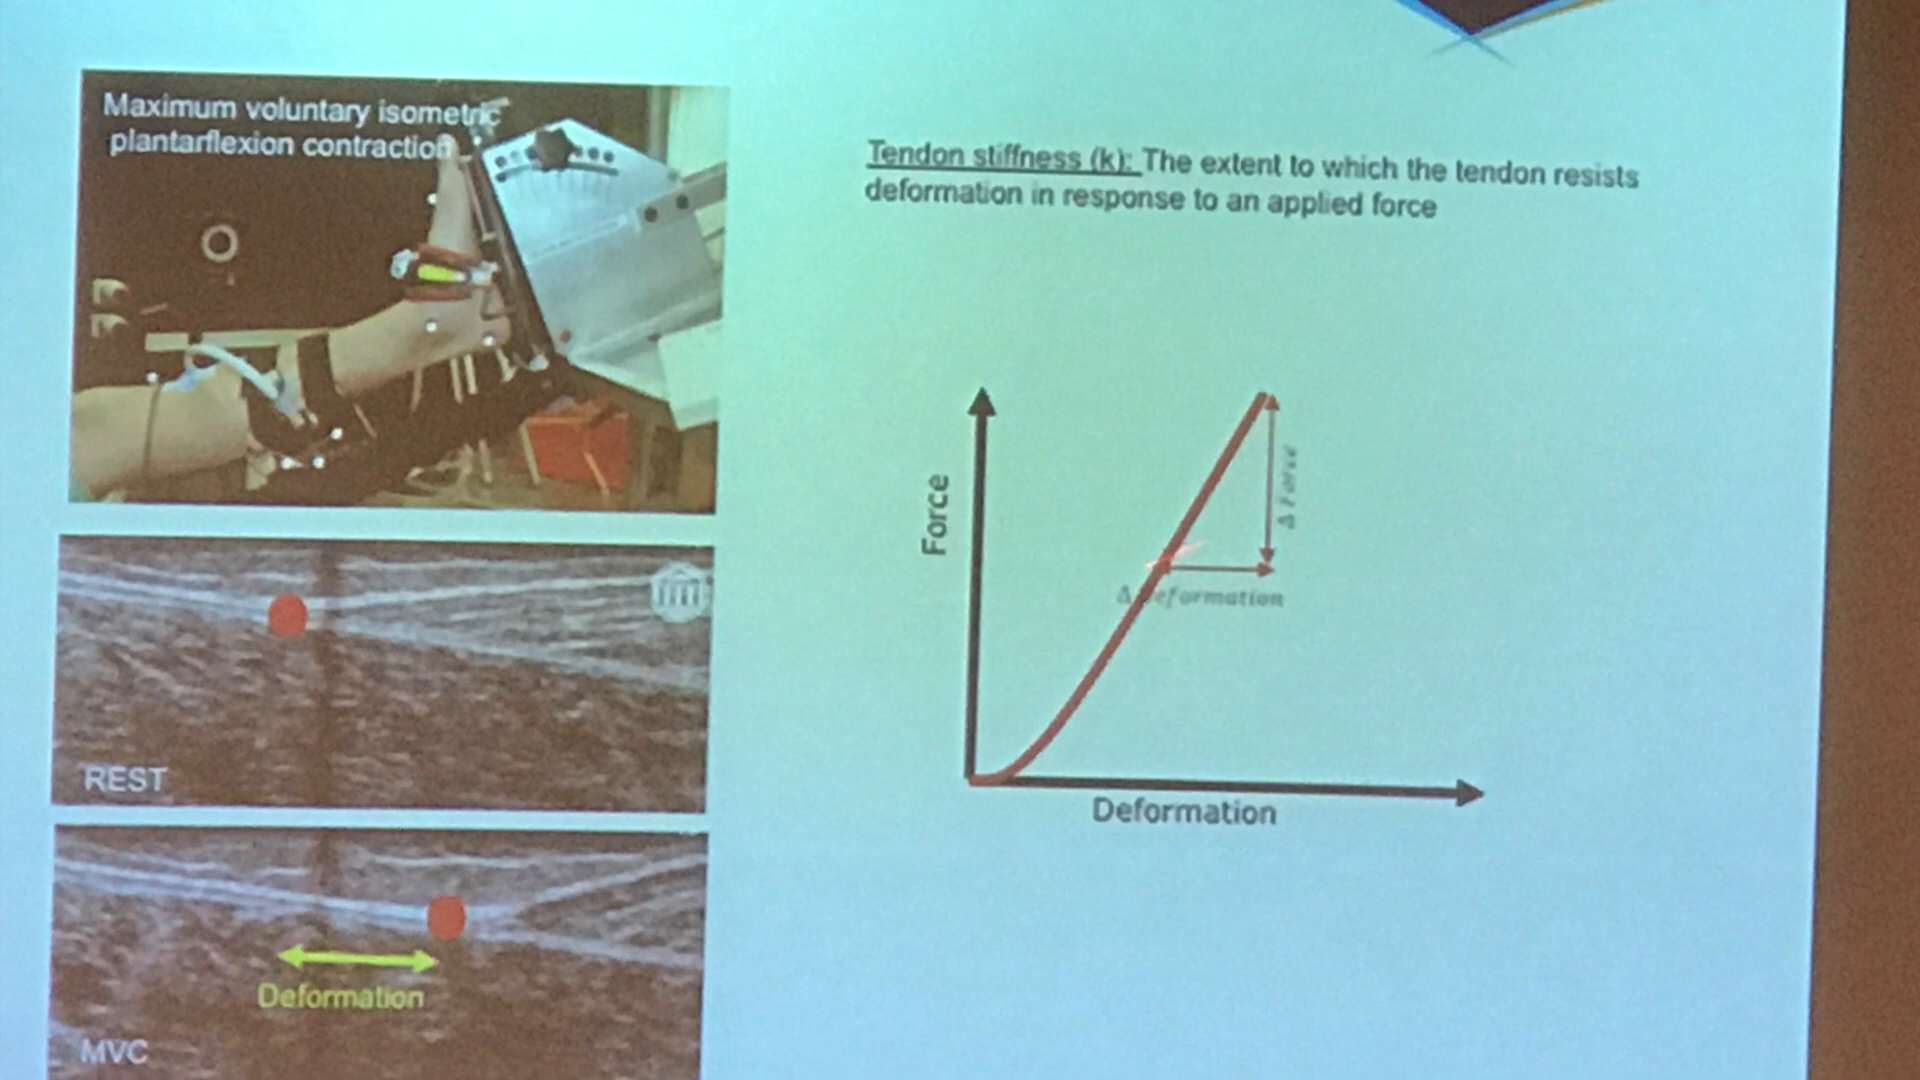 Maximum voluntary isometric
plantarflexion contraction
Tendon stiffness (k): The extent to which the tendon resists
deformation in response to an applied force
Force
Δ Force
Δ Deformation
Deformation
REST
Deformation
MVC